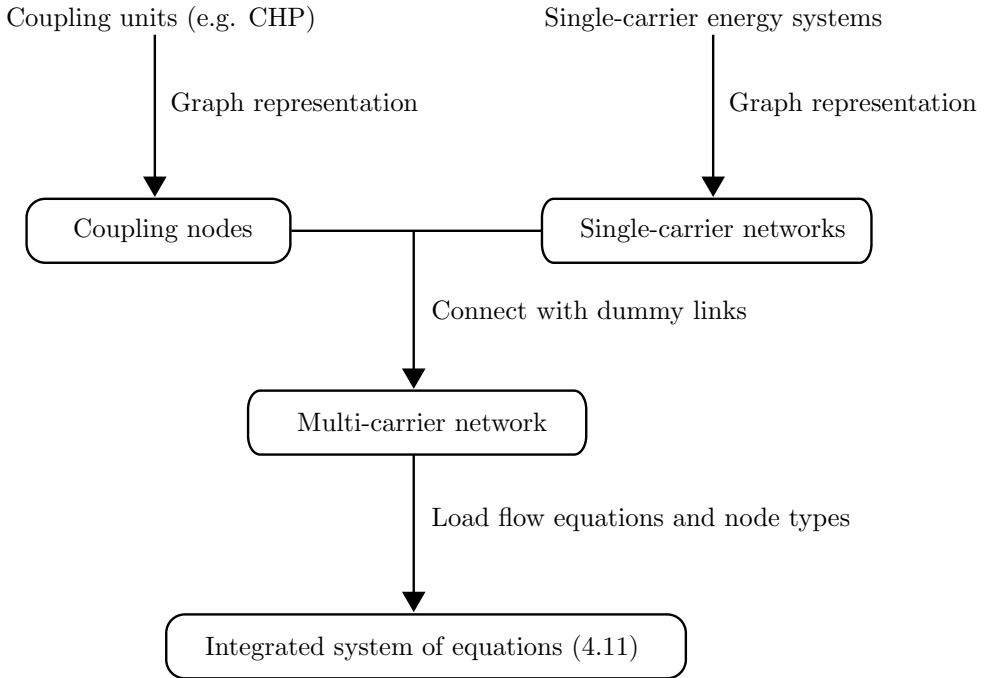 Coupling units (e.g. CHP)
Single-carrier energy systems
Graph representation
Graph representation
Coupling nodes
Single-carrier networks
Connect with dummy links
Multi-carrier network
Load flow equations and node types
Integrated system of equations (4.11)